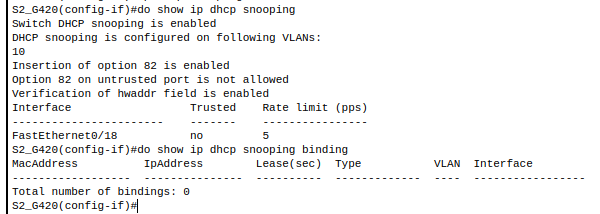 S2_G420(config-if)#do show ip dhcp snooping
Switch DHCP snooping is enabled
DHCP snooping is configured on following VLANs:
10
Insertion of option 82 is enabled
Option 82 on untrusted port is not allowed
Verification of hwaddr field is enabled
Interface                  Trusted    Rate limit (pps)
-----------------------    -------    ----------------
FastEthernet0/18           no         5
S2_G420(config-if)#do show ip dhcp snooping binding
MacAddress          IpAddress        Lease(sec)  Type           VLAN  Interface
------------------  ---------------  ----------  -------------  ----  -----------------
Total number of bindings: 0
S2_G420(config-if)#